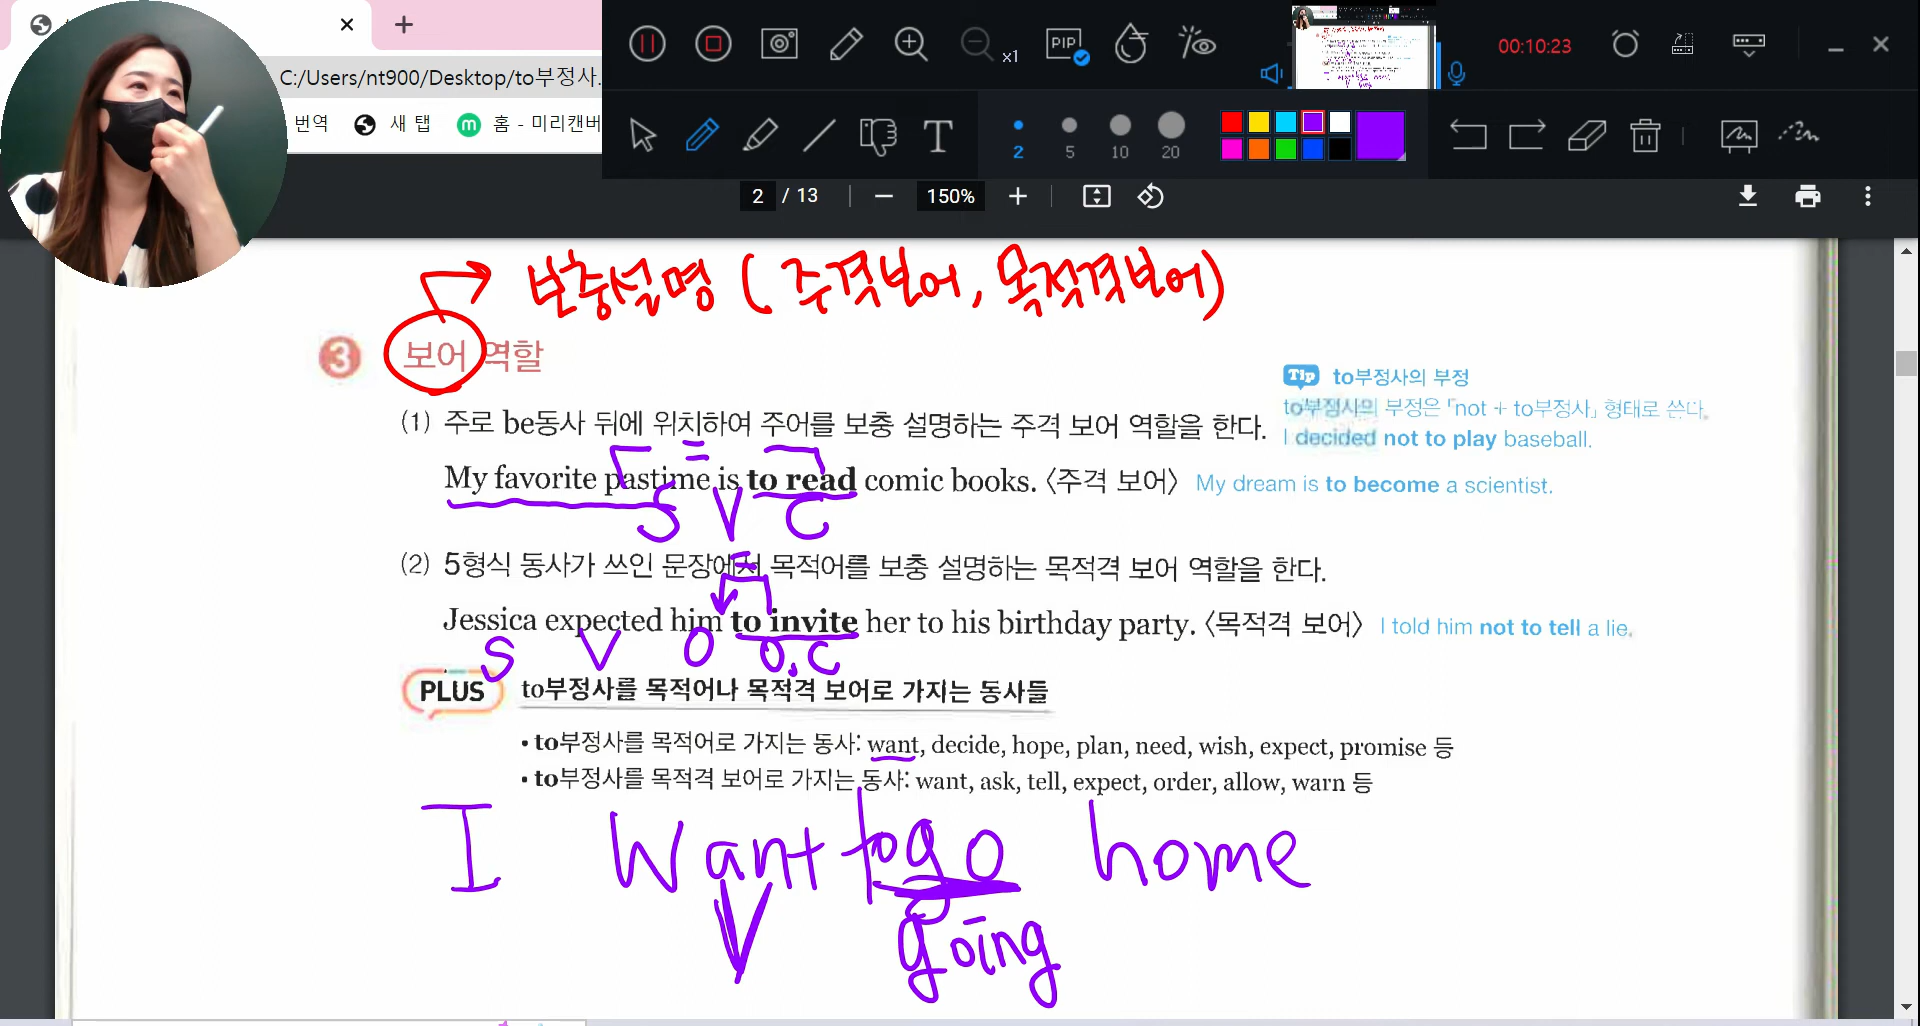 C:/Users/nt900/Desktop/to부정사.
번역 새 탭 m 홈 - 미리캔버
x1
PIP
00:10:23
T
2 5 10 20
2 / 13 150%
보충설명 (주격보어, 목적격보어)
3 보어 역할
Tip to부정사의 부정
to부정사의 부정은 「not + to부정사」 형태로 쓴다.
I decided not to play baseball.
(1) 주로 be동사 뒤에 위치하여 주어를 보충 설명하는 주격 보어 역할을 한다.
=
My favorite pastime is to read comic books. 〈주격 보어〉 My dream is to become a scientist.
S V C
(2) 5형식 동사가 쓰인 문장에서 목적어를 보충 설명하는 목적격 보어 역할을 한다.
=
Jessica expected him to invite her to his birthday party. 〈목적격 보어〉 I told him not to tell a lie.
S V O O.C
PLUS to부정사를 목적어나 목적격 보어로 가지는 동사들
• to부정사를 목적어로 가지는 동사: want, decide, hope, plan, need, wish, expect, promise 등
• to부정사를 목적격 보어로 가지는 동사: want, ask, tell, expect, order, allow, warn 등
I want to go home
V going